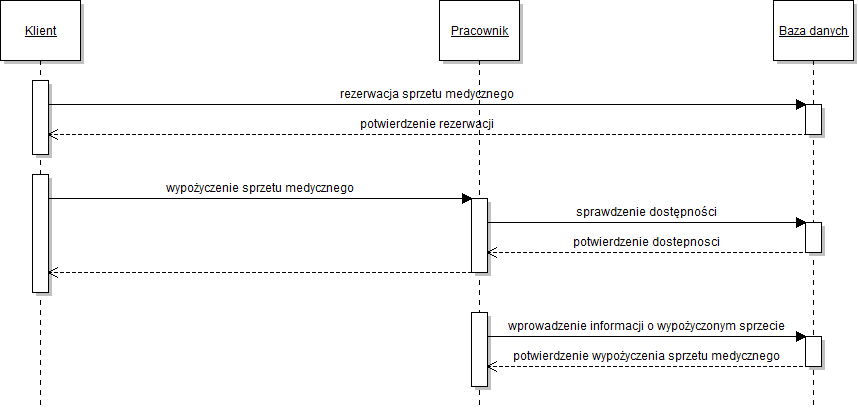 Klient
Pracownik
Baza danych
rezerwacja sprzetu medycznego
potwierdzenie rezerwacji
wypożyczenie sprzetu medycznego
sprawdzenie dostępności
potwierdzenie dostepnosci
wprowadzenie informacji o wypożyczonym sprzecie
potwierdzenie wypożyczenia sprzetu medycznego